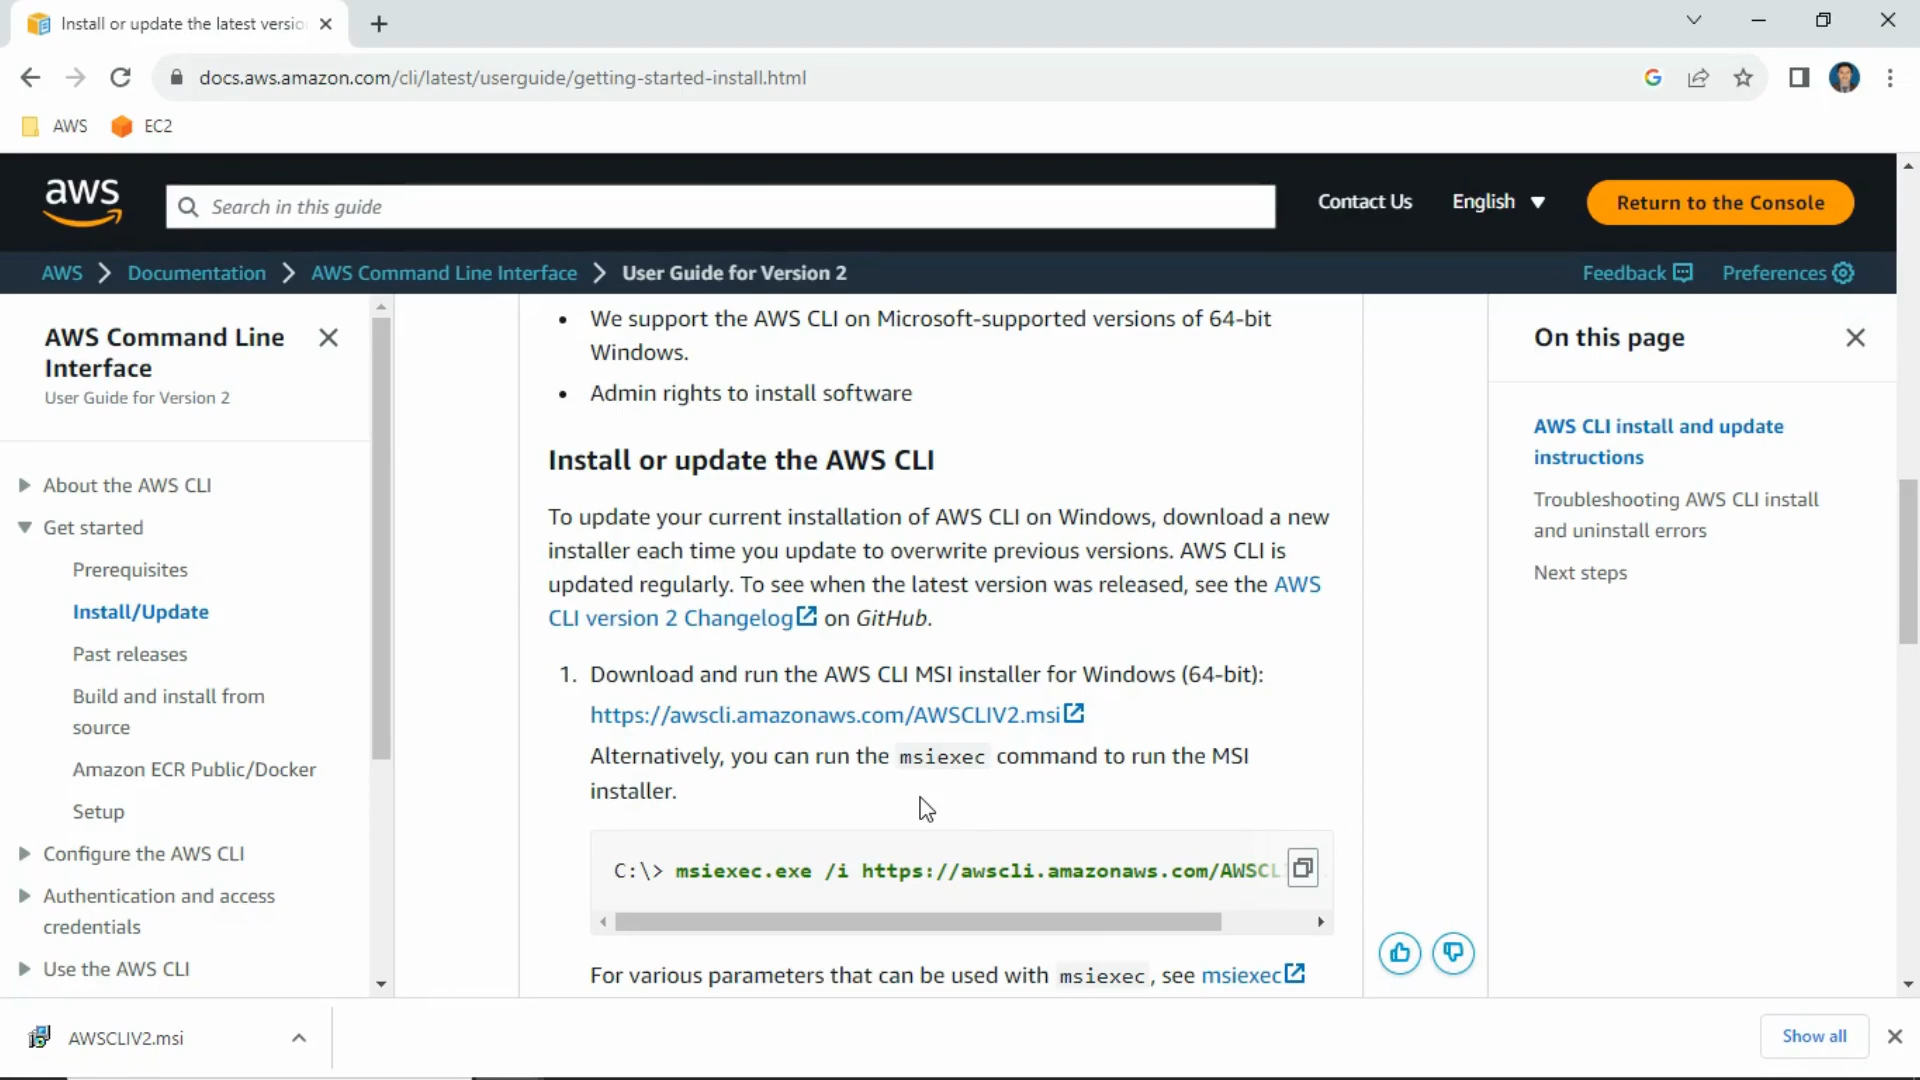 Install or update the latest versio
docs.aws.amazon.com/cli/latest/userguide/getting-started-install.html
AWS
EC2
aws
Search in this guide
Contact Us
English
Return to the Console
AWS
Documentation
AWS Command Line Interface
User Guide for Version 2
Feedback
Preferences
AWS Command Line
Interface
User Guide for Version 2
About the AWS CLI
Get started
Prerequisites
Install/Update
Past releases
Build and install from
source
Amazon ECR Public/Docker
Setup
Configure the AWS CLI
Authentication and access
credentials
Use the AWS CLI
• We support the AWS CLI on Microsoft-supported versions of 64-bit
Windows.
• Admin rights to install software
Install or update the AWS CLI
To update your current installation of AWS CLI on Windows, download a new
installer each time you update to overwrite previous versions. AWS CLI is
updated regularly. To see when the latest version was released, see the AWS
CLI version 2 Changelog on GitHub.
1. Download and run the AWS CLI MSI installer for Windows (64-bit):
https://awscli.amazonaws.com/AWSCLIV2.msi
Alternatively, you can run the msiexec command to run the MSI
installer.
C:\> msiexec.exe /i https://awscli.amazonaws.com/AWSCL
For various parameters that can be used with msiexec, see msiexec
On this page
AWS CLI install and update
instructions
Troubleshooting AWS CLI install
and uninstall errors
Next steps
AWSCLIV2.msi
Show all